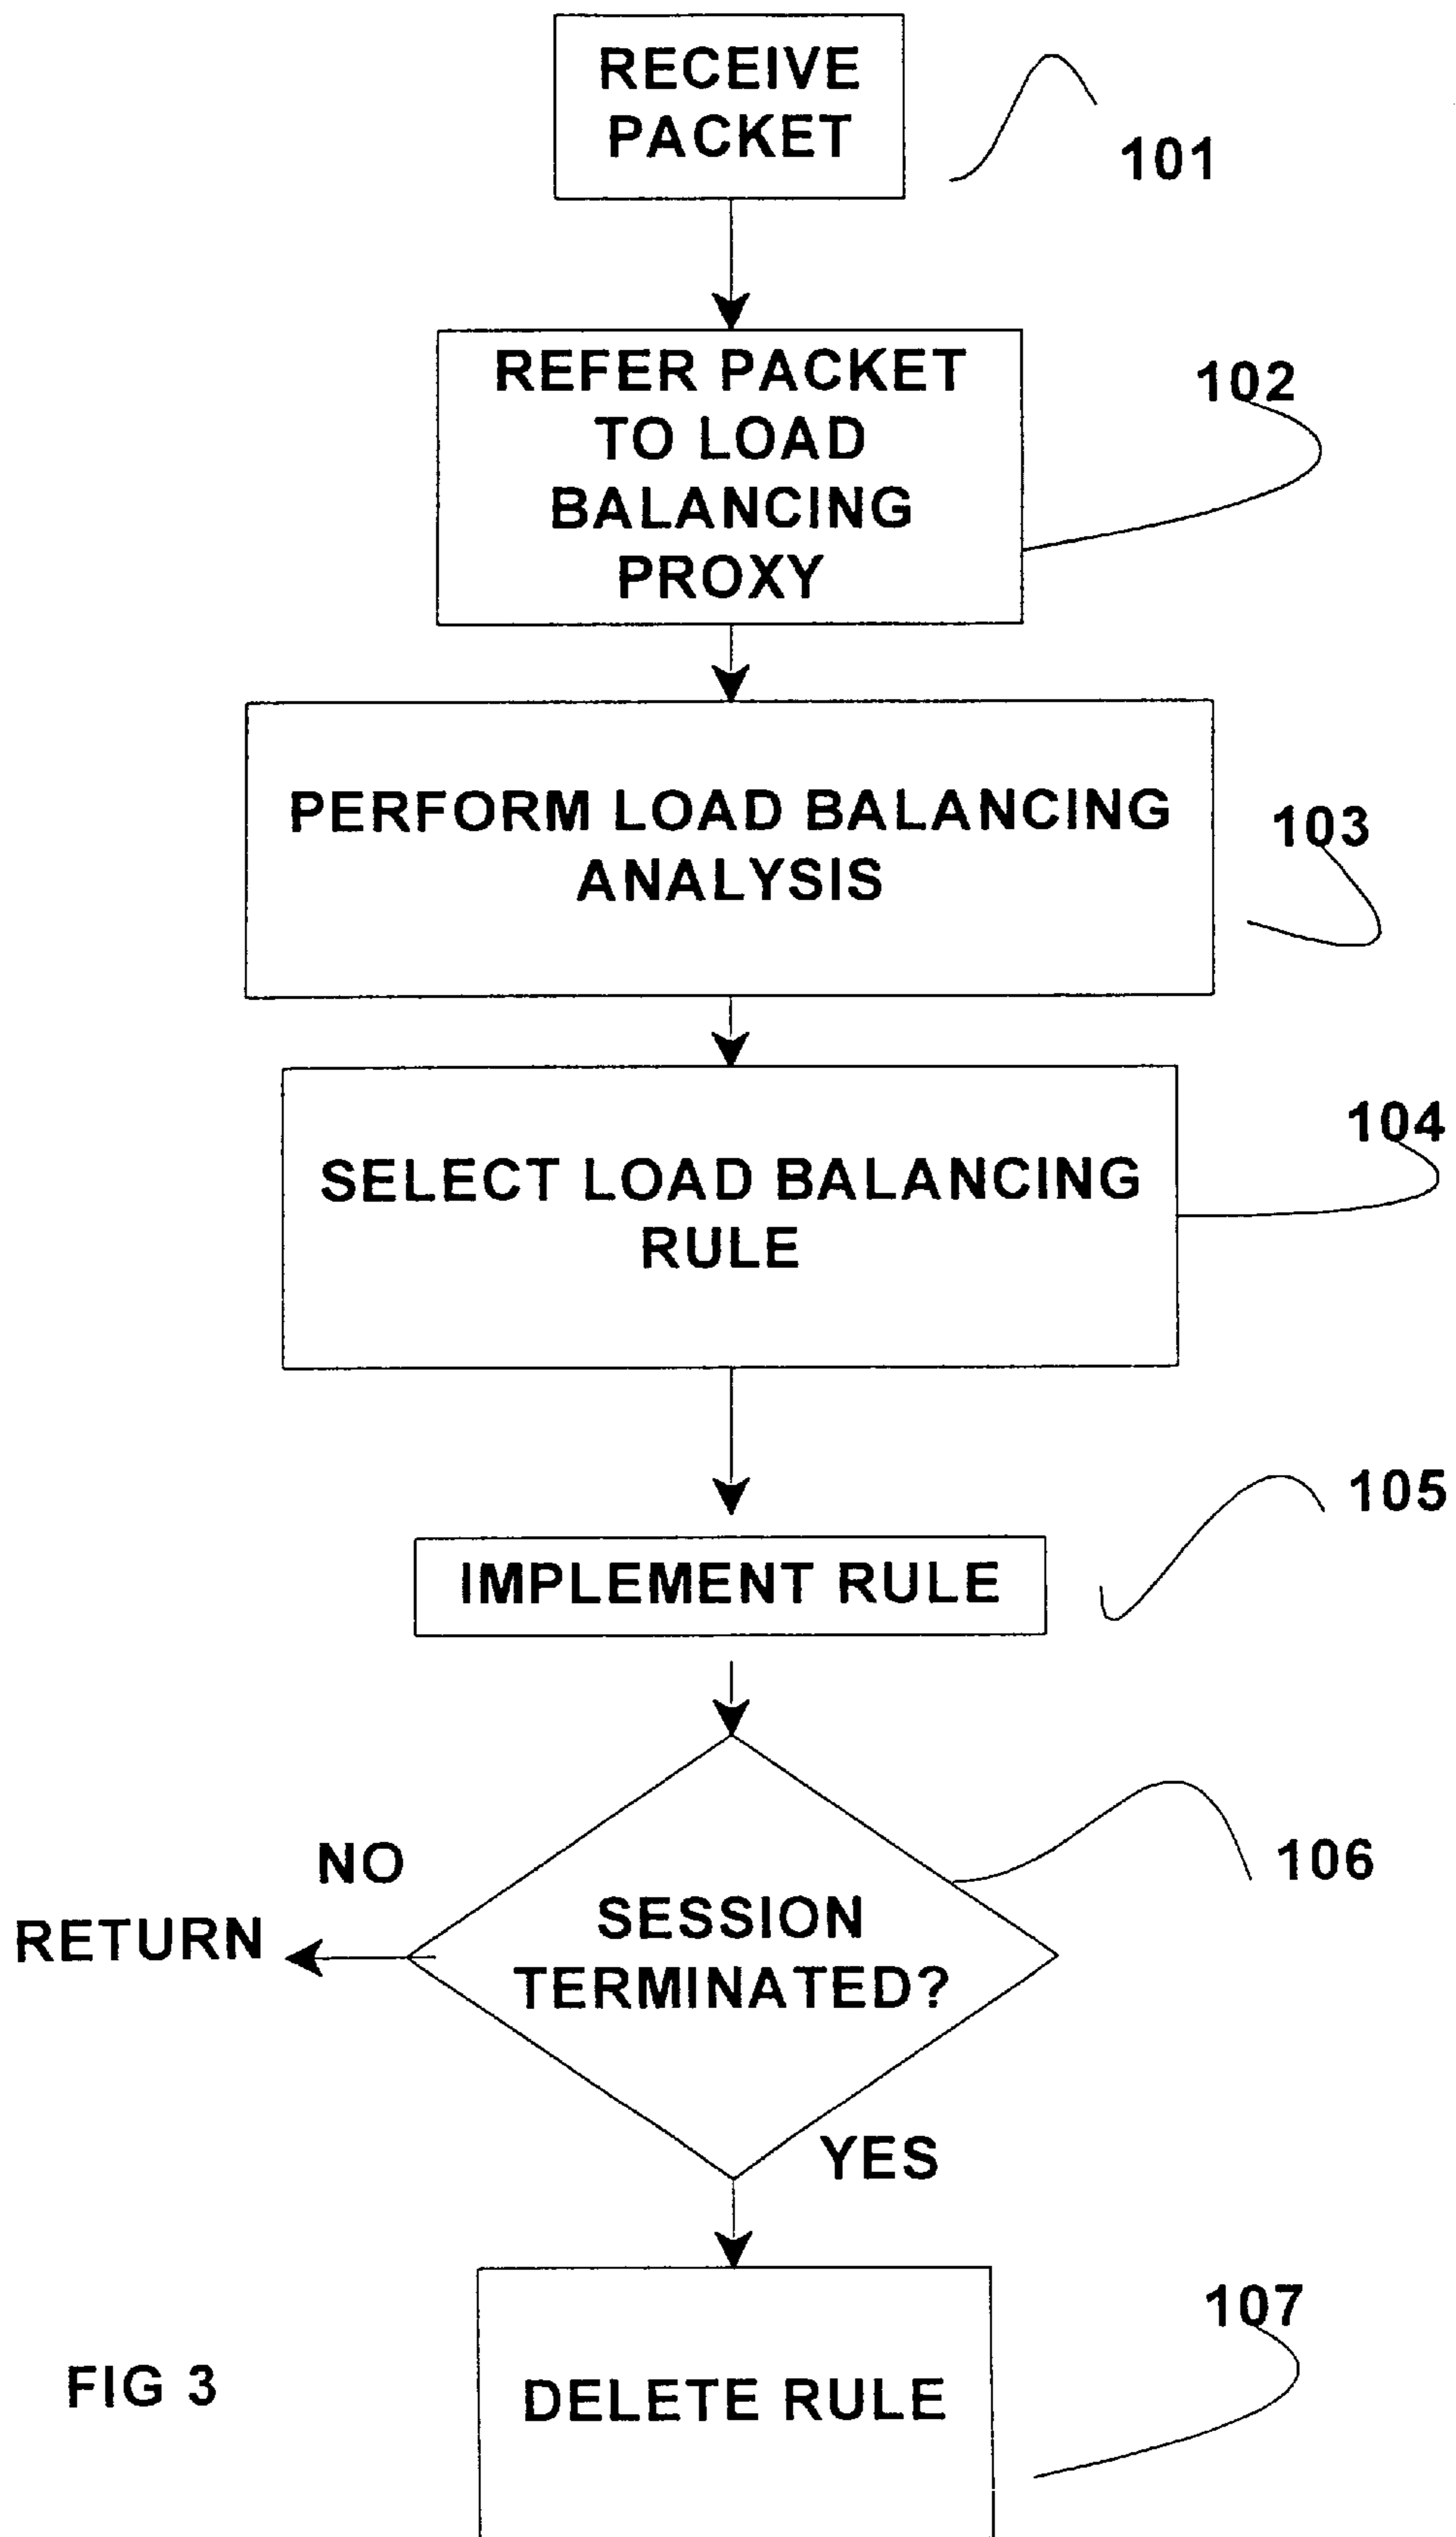 RECEIVE
PACKET
101
REFER PACKET
TO LOAD
BALANCING
PROXY
102
PERFORM LOAD BALANCING
ANALYSIS
103
SELECT LOAD BALANCING
RULE
104
IMPLEMENT RULE
105
SESSION
TERMINATED?
106
NO
RETURN
YES
DELETE RULE
107
FIG 3